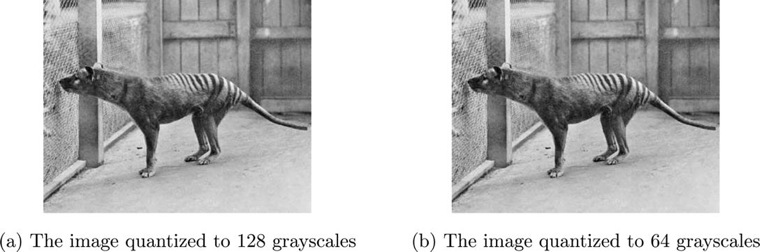 (a) The image quantized to 128 grayscales
(b) The image quantized to 64 grayscales